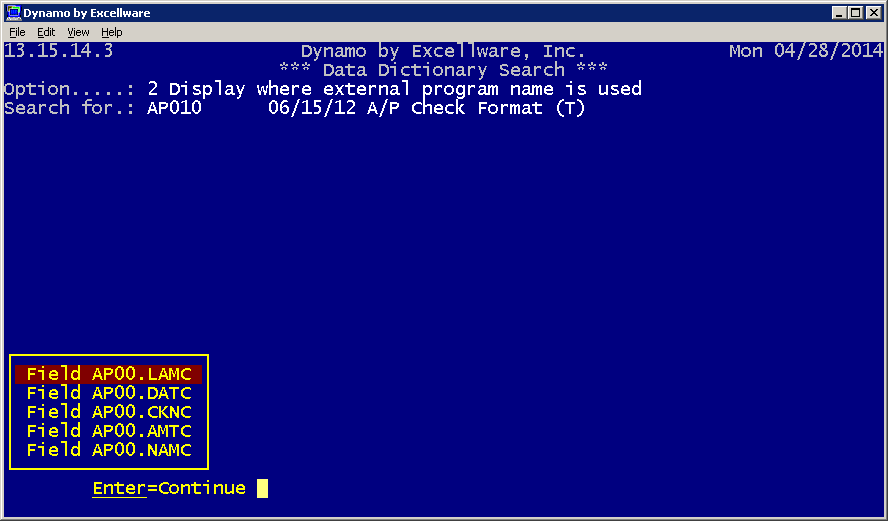 Dynamo by Excellware
File Edit View Help
13.15.14.3 Dynamo by Excellware, Inc. Mon 04/28/2014
*** Data Dictionary Search ***
Option.....: 2 Display where external program name is used
Search for.: AP010 06/15/12 A/P Check Format (T)
Field AP00.LAMC
Field AP00.DATC
Field AP00.CKNC
Field AP00.AMTC
Field AP00.NAMC
Enter=Continue